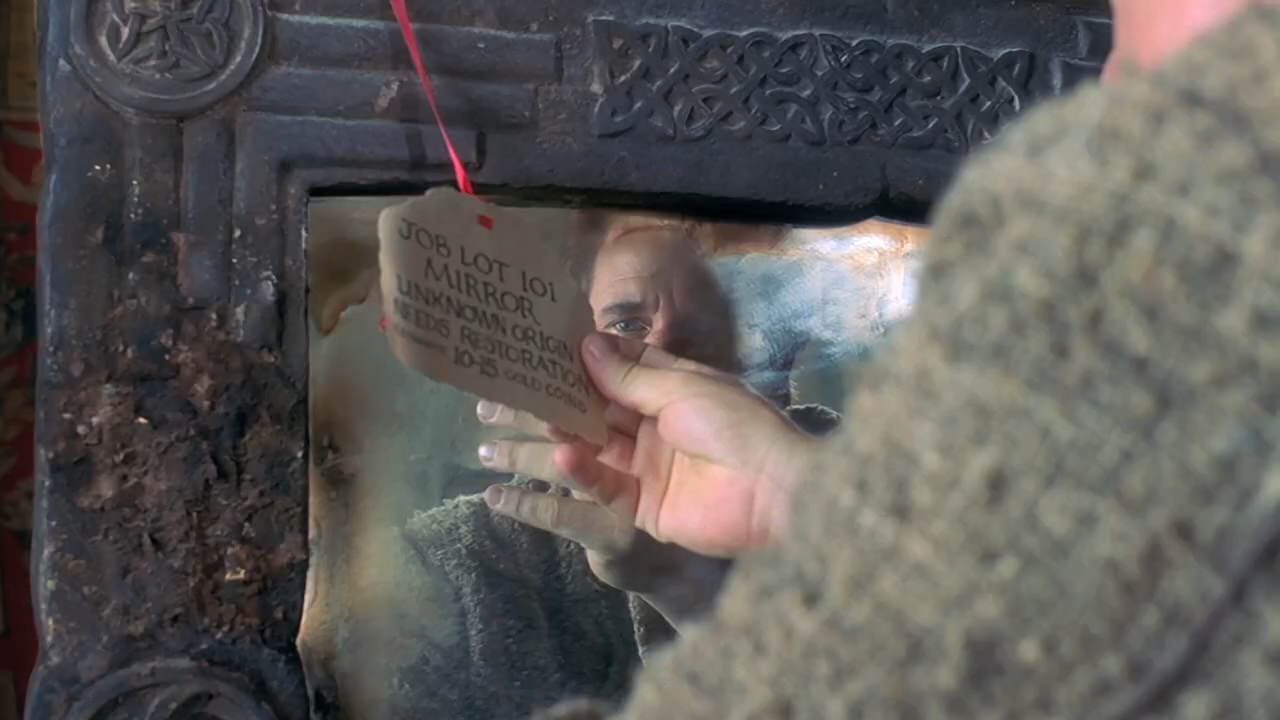 JOB LOT 101
MIRROR
UNKNOWN ORIGIN
NEEDS RESTORATION
10-15 GOLD COINS